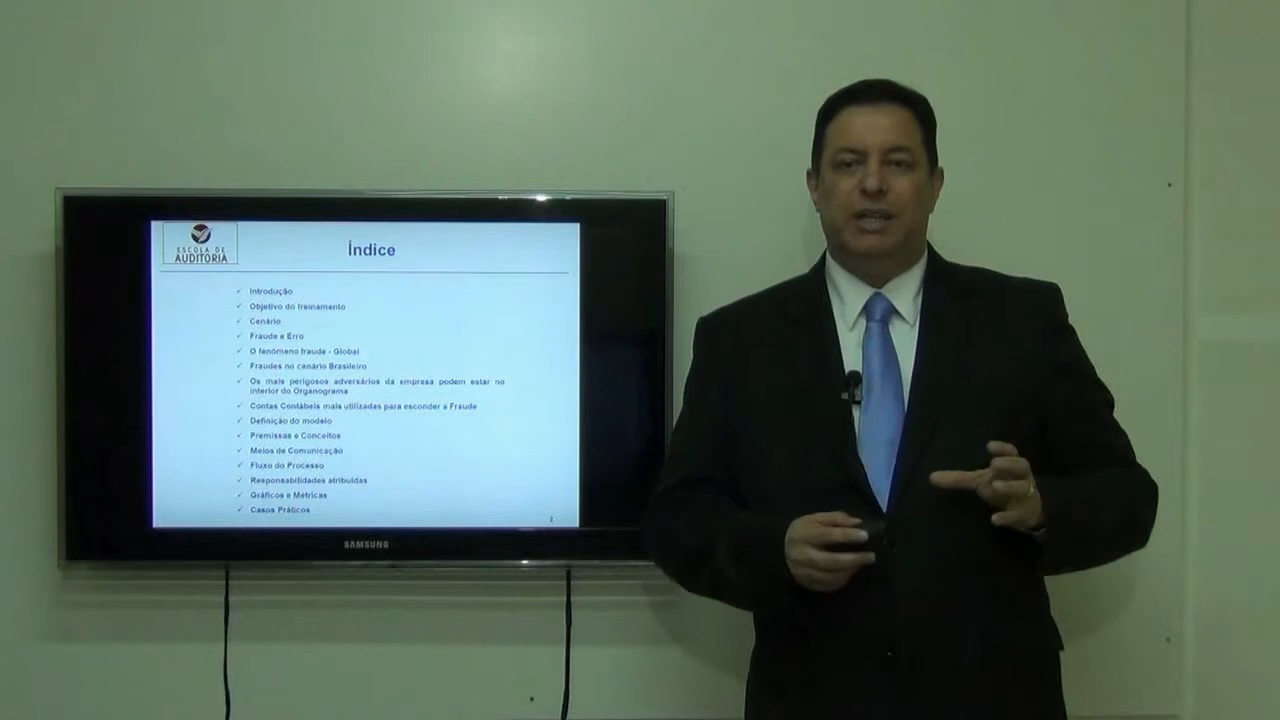 ESCOLA DE
AUDITORIA
Índice
✓ Introdução
✓ Objetivo do treinamento
✓ Cenário
✓ Fraude e Erro
✓ O fenômeno fraude - Global
✓ Fraudes no cenário Brasileiro
✓ Os mais perigosos adversários da empresa podem estar no
interior do Organograma
✓ Contas Contábeis mais utilizadas para esconder a Fraude
✓ Definição do modelo
✓ Premissas e Conceitos
✓ Meios de Comunicação
✓ Fluxo do Processo
✓ Responsabilidades atribuídas
✓ Gráficos e Métricas
✓ Casos Práticos
2
SAMSUNG